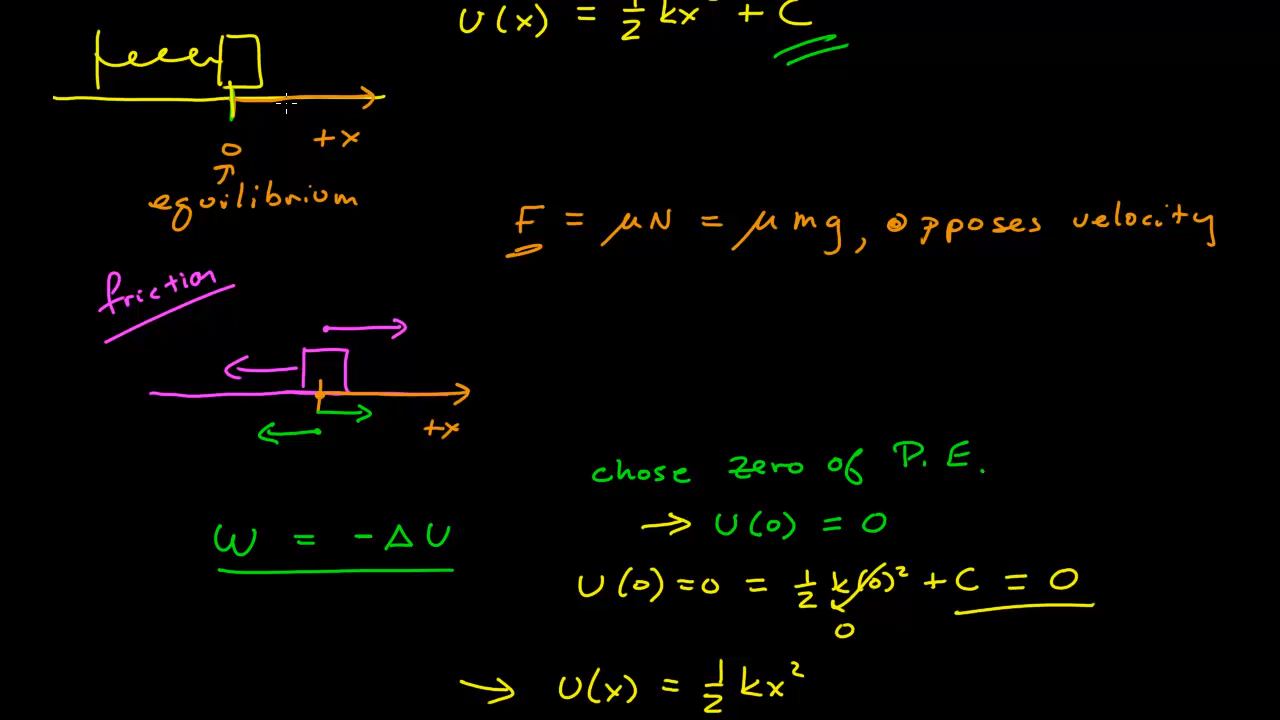 U(x) = 1/2 kx² + C
+x
0
equilibrium
F = μN = μmg, opposes velocity
friction
+x
chose zero of P.E.
→ U(0) = 0
W = -ΔU
U(0) = 0 = 1/2 k(0)² + C = 0
0
→ U(x) = 1/2 kx²